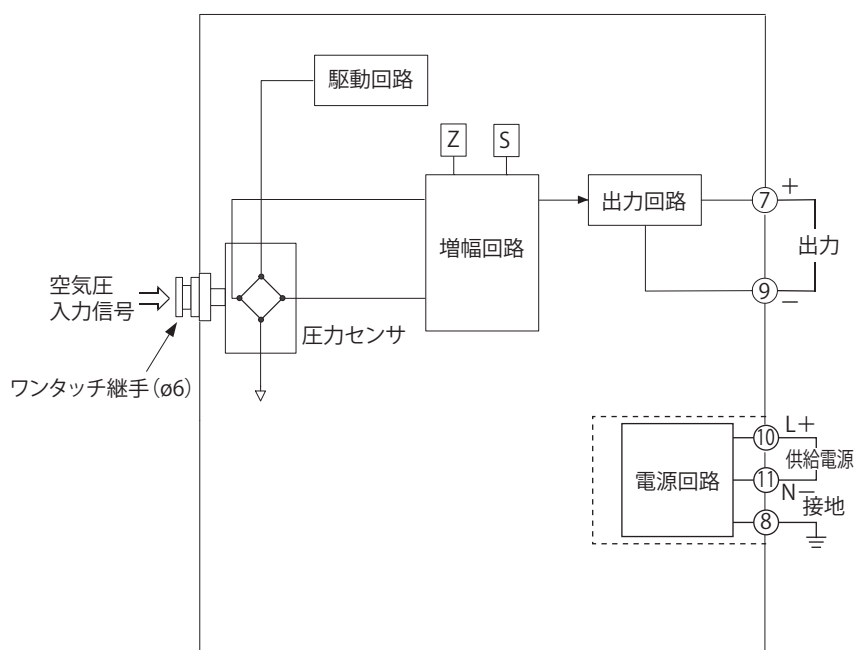 駆動回路
Z
S
増幅回路
出力回路
⑦
+
出力
⑨
−
空気圧
入力信号
圧力センサ
ワンタッチ継手(ø6)
電源回路
⑩
L+
供給電源
⑪
N−
接地
⑧